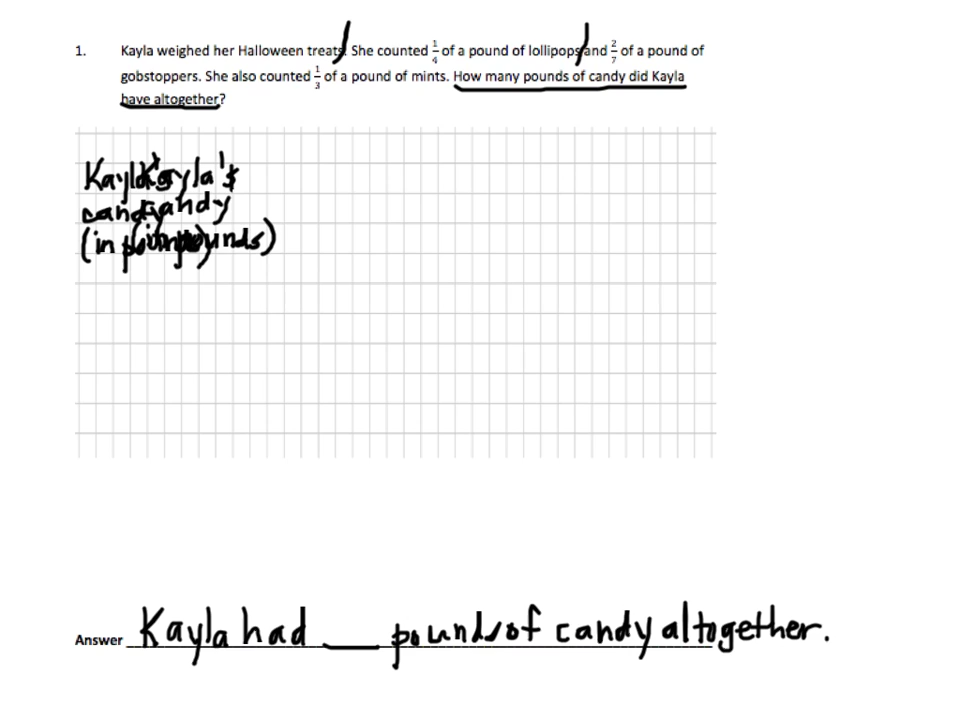 1. Kayla weighed her Halloween treats. She counted 1/4 of a pound of lollipops and 2/7 of a pound of
gobstoppers. She also counted 1/3 of a pound of mints. How many pounds of candy did Kayla
have altogether?
Kayla's
candy
(in pounds)
Answer Kayla had __ pounds of candy altogether.